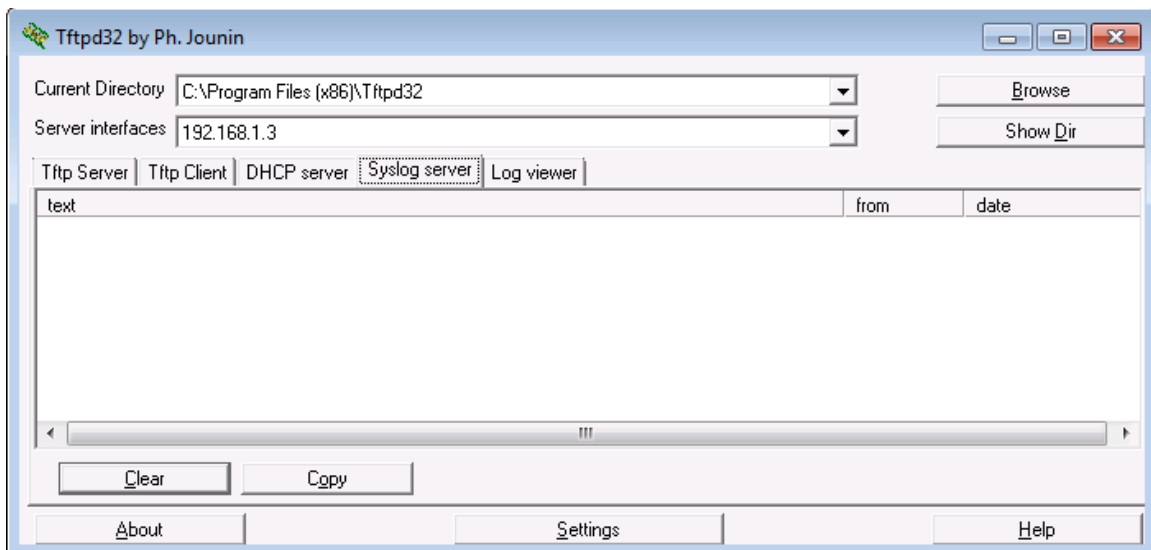 Tftpd32 by Ph. Jounin
Current Directory C:\Program Files (x86)\Tftpd32 Browse
Server interfaces 192.168.1.3 Show Dir
Tftp Server Tftp Client DHCP server Syslog server Log viewer
text from date
Clear Copy
About Settings Help